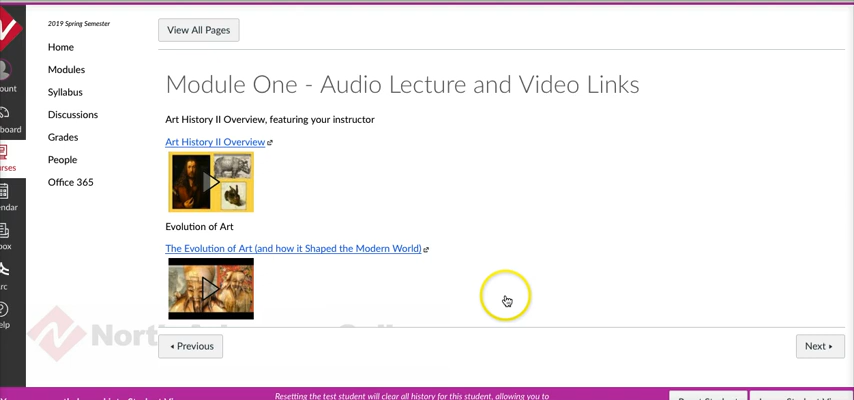 2019 Spring Semester
View All Pages
Home
Modules
Syllabus
Discussions
Grades
People
Office 365
Module One - Audio Lecture and Video Links
Art History II Overview, featuring your instructor
Art History II Overview
Evolution of Art
The Evolution of Art (and how it Shaped the Modern World)
Previous
Next
Resetting the test student will clear all history for this student, allowing you to